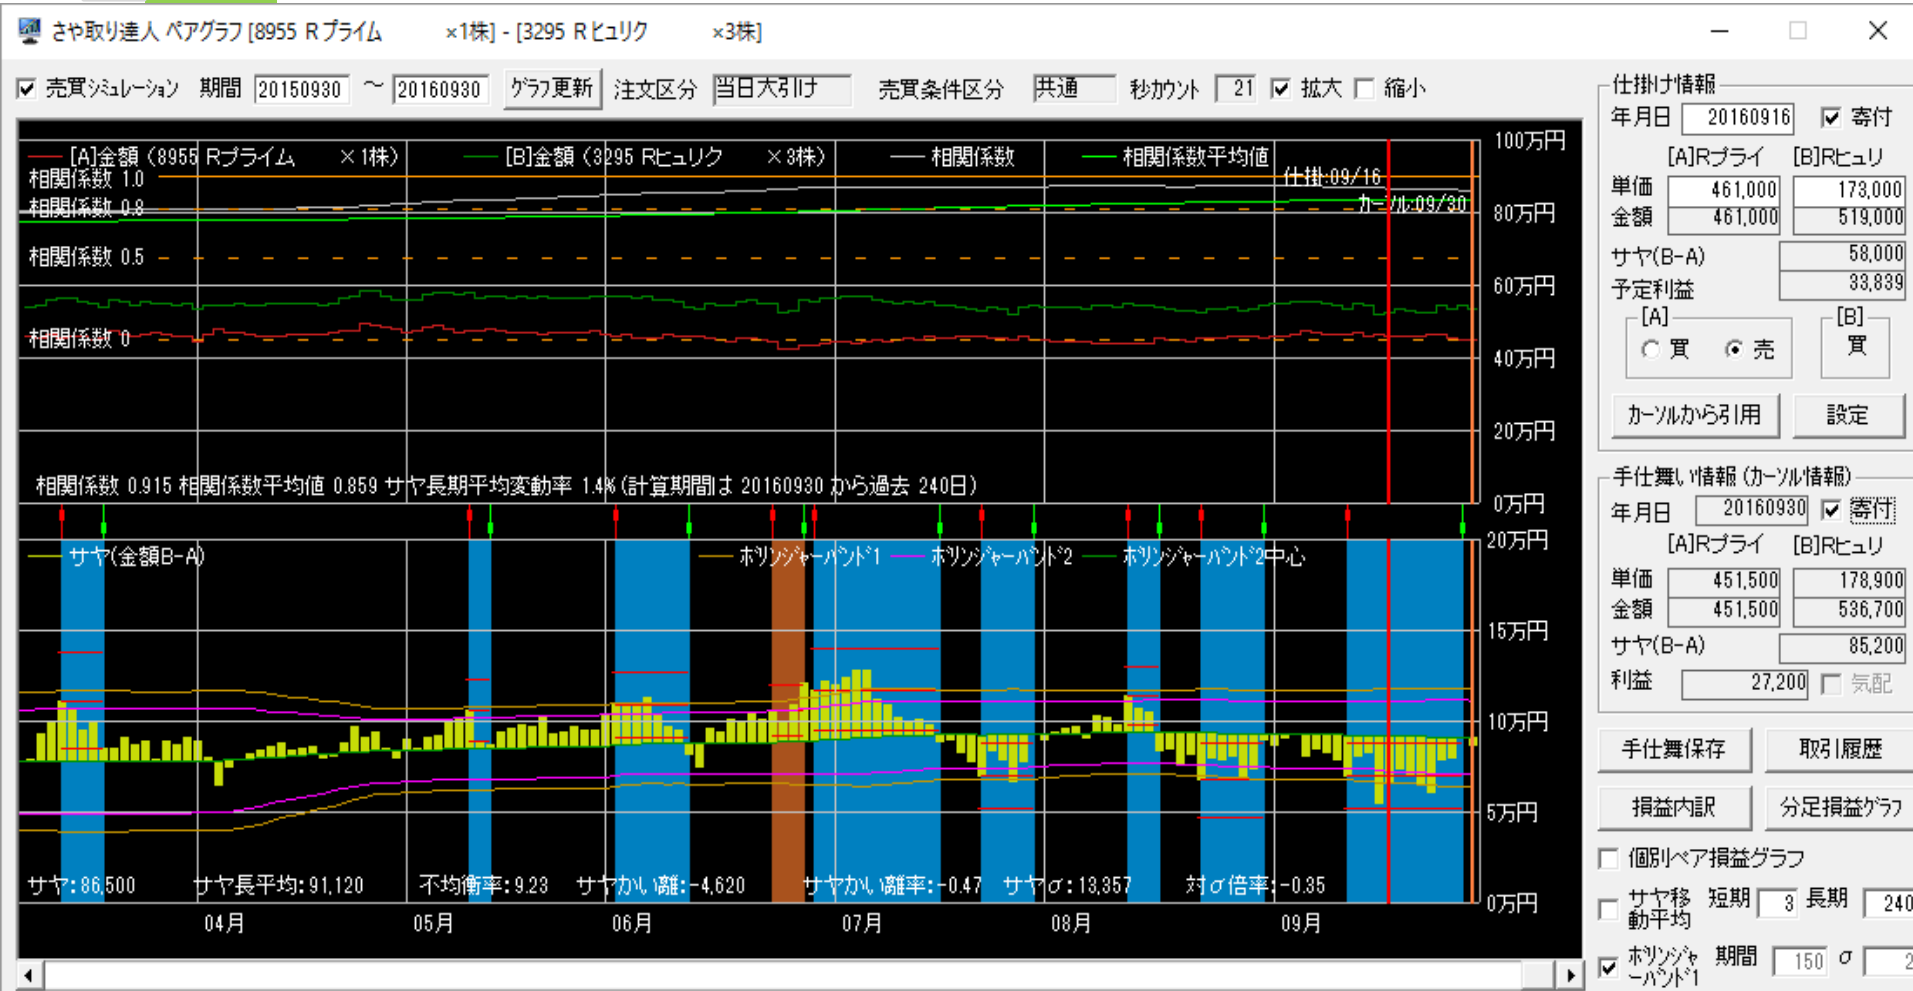 さや取り達人 ペアグラフ [8955 Rプライム ×1株] - [3295 Rヒュリク ×3株]
売買シミュレーション 期間 20150930 ～ 20160930 グラフ更新 注文区分 当日大引け 売買条件区分 共通 秒カウント 21 拡大 縮小
[A]金額 (8955 Rプライム ×1株) [B]金額 (3295 Rヒュリク ×3株) 相関係数 相関係数平均値
100万円
相関係数 1.0
仕掛:09/16
相関係数 0.8
カーソル:09/30
80万円
相関係数 0.5
60万円
相関係数 0
40万円
20万円
相関係数 0.915 相関係数平均値 0.859 サヤ長期平均変動率 1.4% (計算期間は 20160930 から過去 240日)
0万円
サヤ(金額B-A) ボリンジャーバンド1 ボリンジャーバンド2 ボリンジャーバンド2中心
20万円
15万円
10万円
5万円
サヤ:86,500 サヤ長平均:91,120 不均衡率:9.23 サヤかい離:-4,620 サヤかい離率:-0.47 サヤσ:13,357 対σ倍率:-0.35
0万円
04月 05月 06月 07月 08月 09月
仕掛け情報
年月日 20160916 寄付
[A]Rプライ [B]Rヒュリ
単価 461,000 173,000
金額 461,000 519,000
サヤ(B-A) 58,000
予定利益 33,839
[A] [B]
買 売 買
カーソルから引用 設定
手仕舞い情報 (カーソル情報)
年月日 20160930 寄付
[A]Rプライ [B]Rヒュリ
単価 451,500 178,900
金額 451,500 536,700
サヤ(B-A) 85,200
利益 27,200 気配
手仕舞保存 取引履歴
損益内訳 分足損益グラフ
個別ペア損益グラフ
サヤ移動平均 短期 3 長期 240
ボリンジャーバンド1 期間 150 σ 2